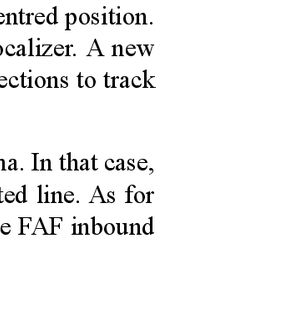 entred position.
ocalizer. A new
ections to track
na. In that case,
ted line. As for
e FAF inbound